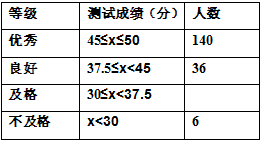 等级 测试成绩（分） 人数
优秀 45≤x≤50 140
良好 37.5≤x<45 36
及格 30≤x<37.5
不及格 x<30 6